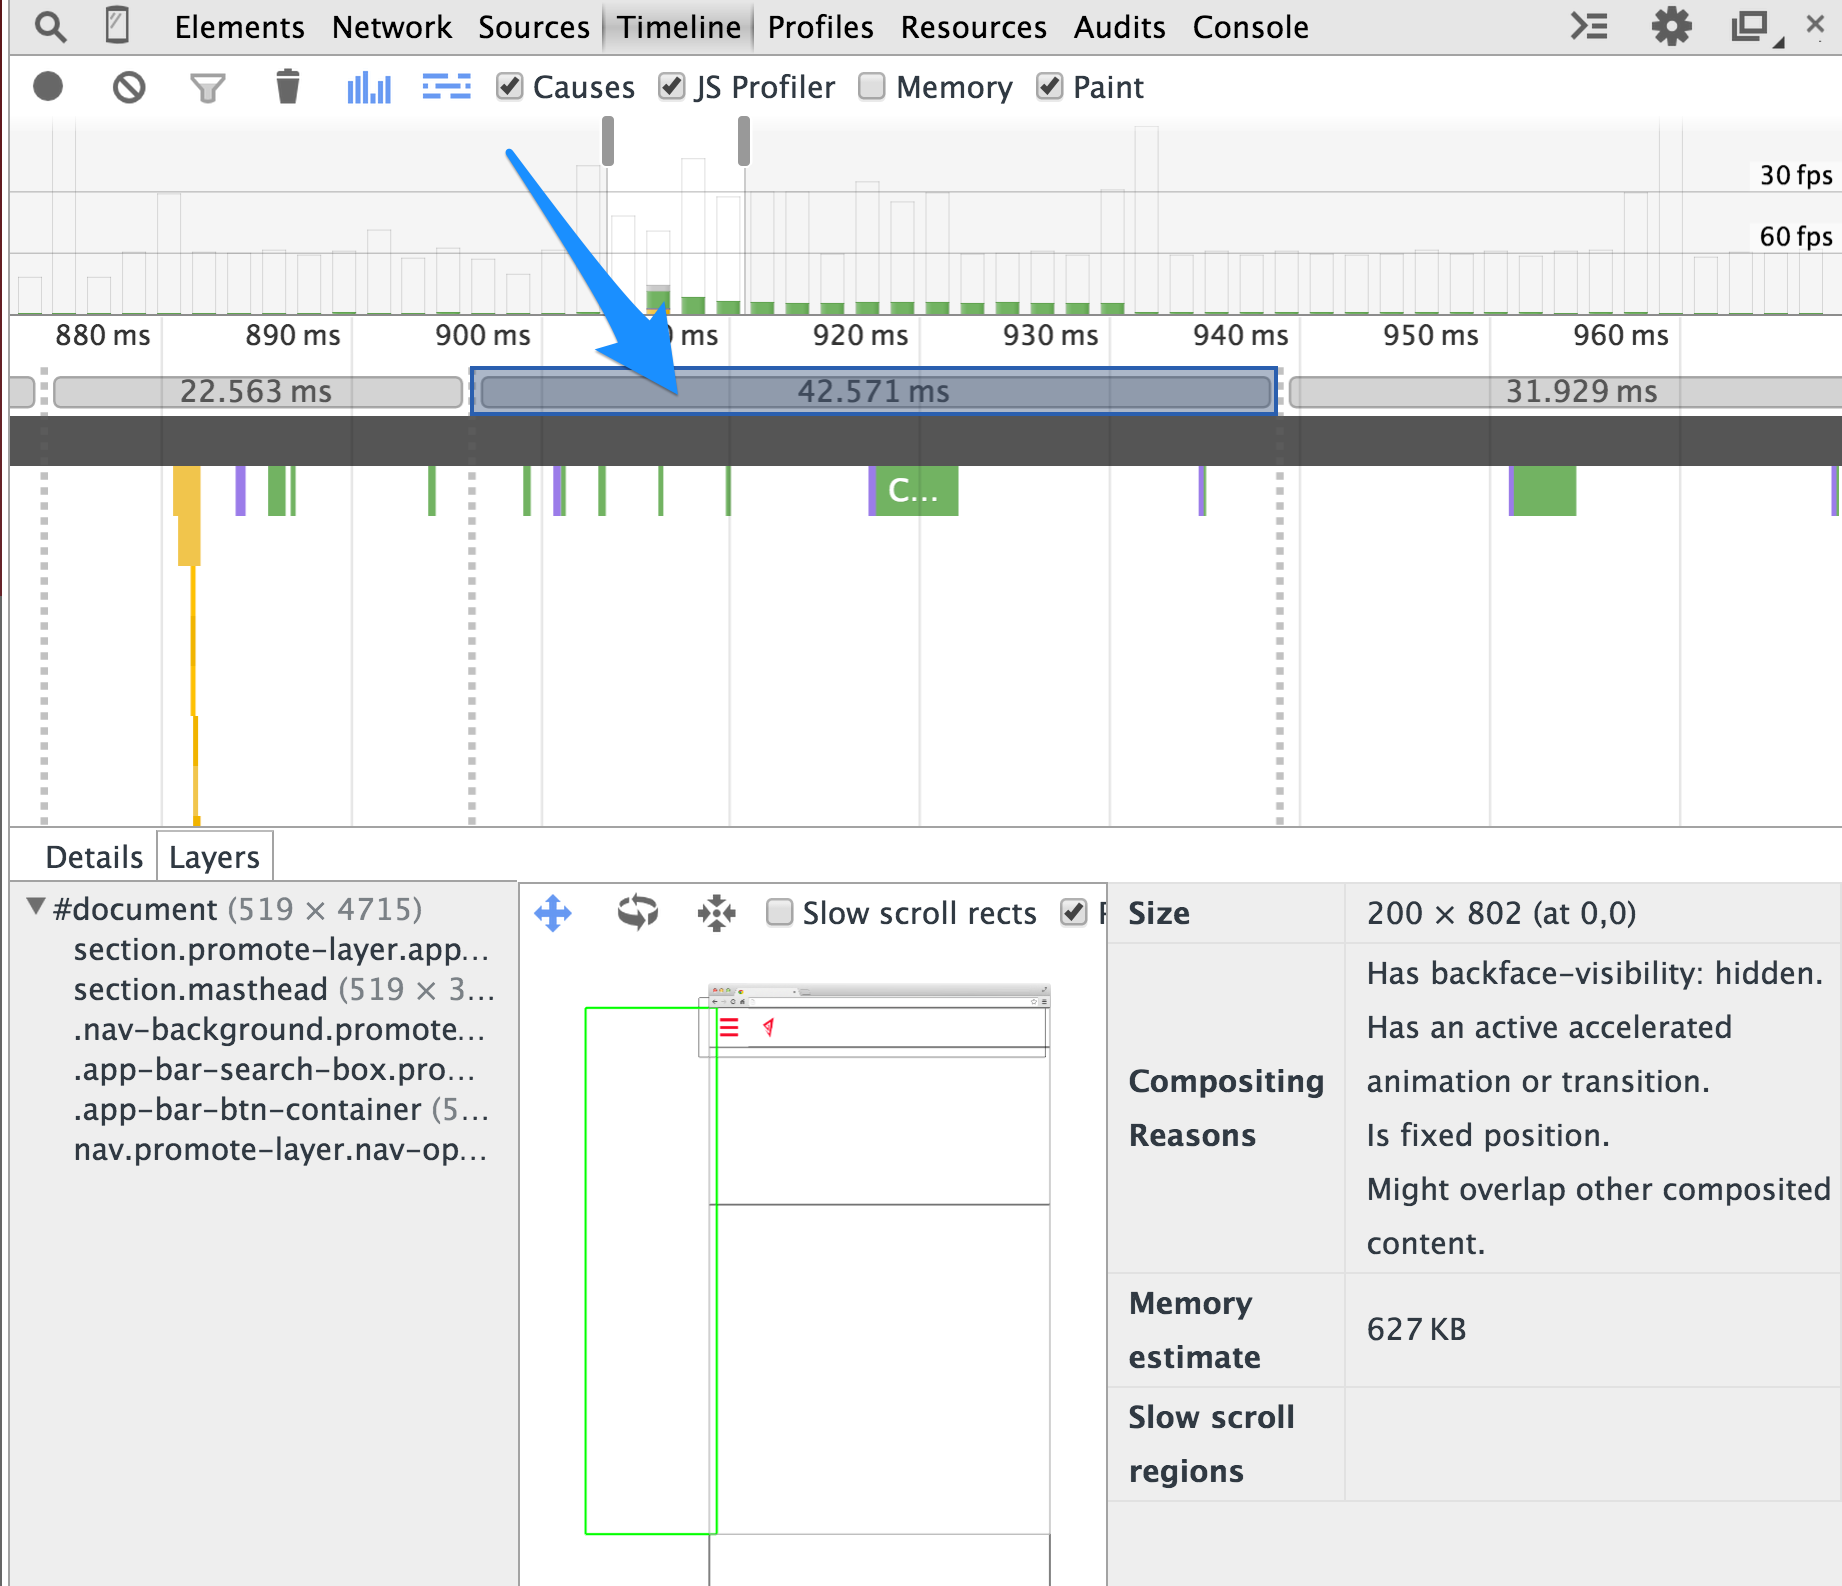 Elements Network Sources Timeline Profiles Resources Audits Console
Causes JS Profiler Memory Paint
30 fps
60 fps
880 ms 890 ms 900 ms 0 ms 920 ms 930 ms 940 ms 950 ms 960 ms
22.563 ms 42.571 ms 31.929 ms
C...
Details Layers
#document (519 × 4715)
section.promote-layer.app...
section.masthead (519 × 3...
.nav-background.promote...
.app-bar-search-box.pro...
.app-bar-btn-container (5...
nav.promote-layer.nav-op...
Slow scroll rects
Size 200 × 802 (at 0,0)
Compositing Reasons
Has backface-visibility: hidden.
Has an active accelerated
animation or transition.
Is fixed position.
Might overlap other composited
content.
Memory
estimate
627 KB
Slow scroll
regions